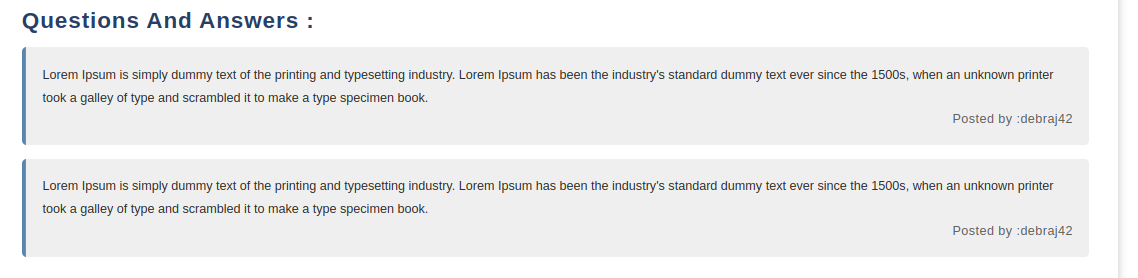 Questions And Answers :
Lorem Ipsum is simply dummy text of the printing and typesetting industry. Lorem Ipsum has been the industry's standard dummy text ever since the 1500s, when an unknown printer
took a galley of type and scrambled it to make a type specimen book.
Posted by :debraj42
Lorem Ipsum is simply dummy text of the printing and typesetting industry. Lorem Ipsum has been the industry's standard dummy text ever since the 1500s, when an unknown printer
took a galley of type and scrambled it to make a type specimen book.
Posted by :debraj42